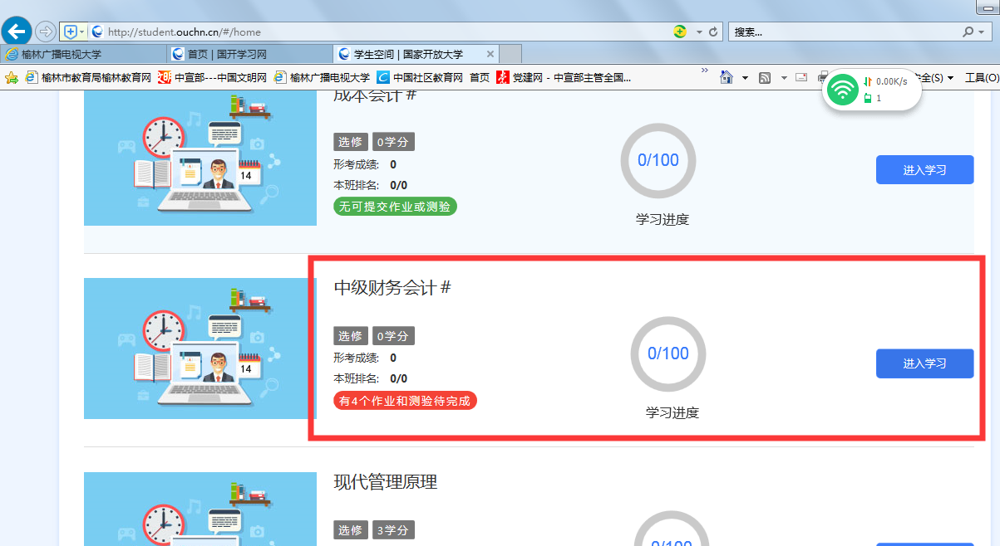 http://student.ouchn.cn/#/home
搜索...
榆林广播电视大学
首页 | 国开学习网
学生空间 | 国家开放大学
榆林市教育局榆林教育网 中宣部---中国文明网 榆林广播电视大学 中国社区教育网 首页 党建网 - 中宣部主管全国... 全(S) 工具(O)
0.00K/s
1
成本会计#
选修 0学分
形考成绩: 0
本班排名: 0/0
无可提交作业或测验
14
0/100
学习进度
进入学习
中级财务会计#
选修 0学分
形考成绩: 0
本班排名: 0/0
有4个作业和测验待完成
14
0/100
学习进度
进入学习
现代管理原理
选修 3学分
0/100